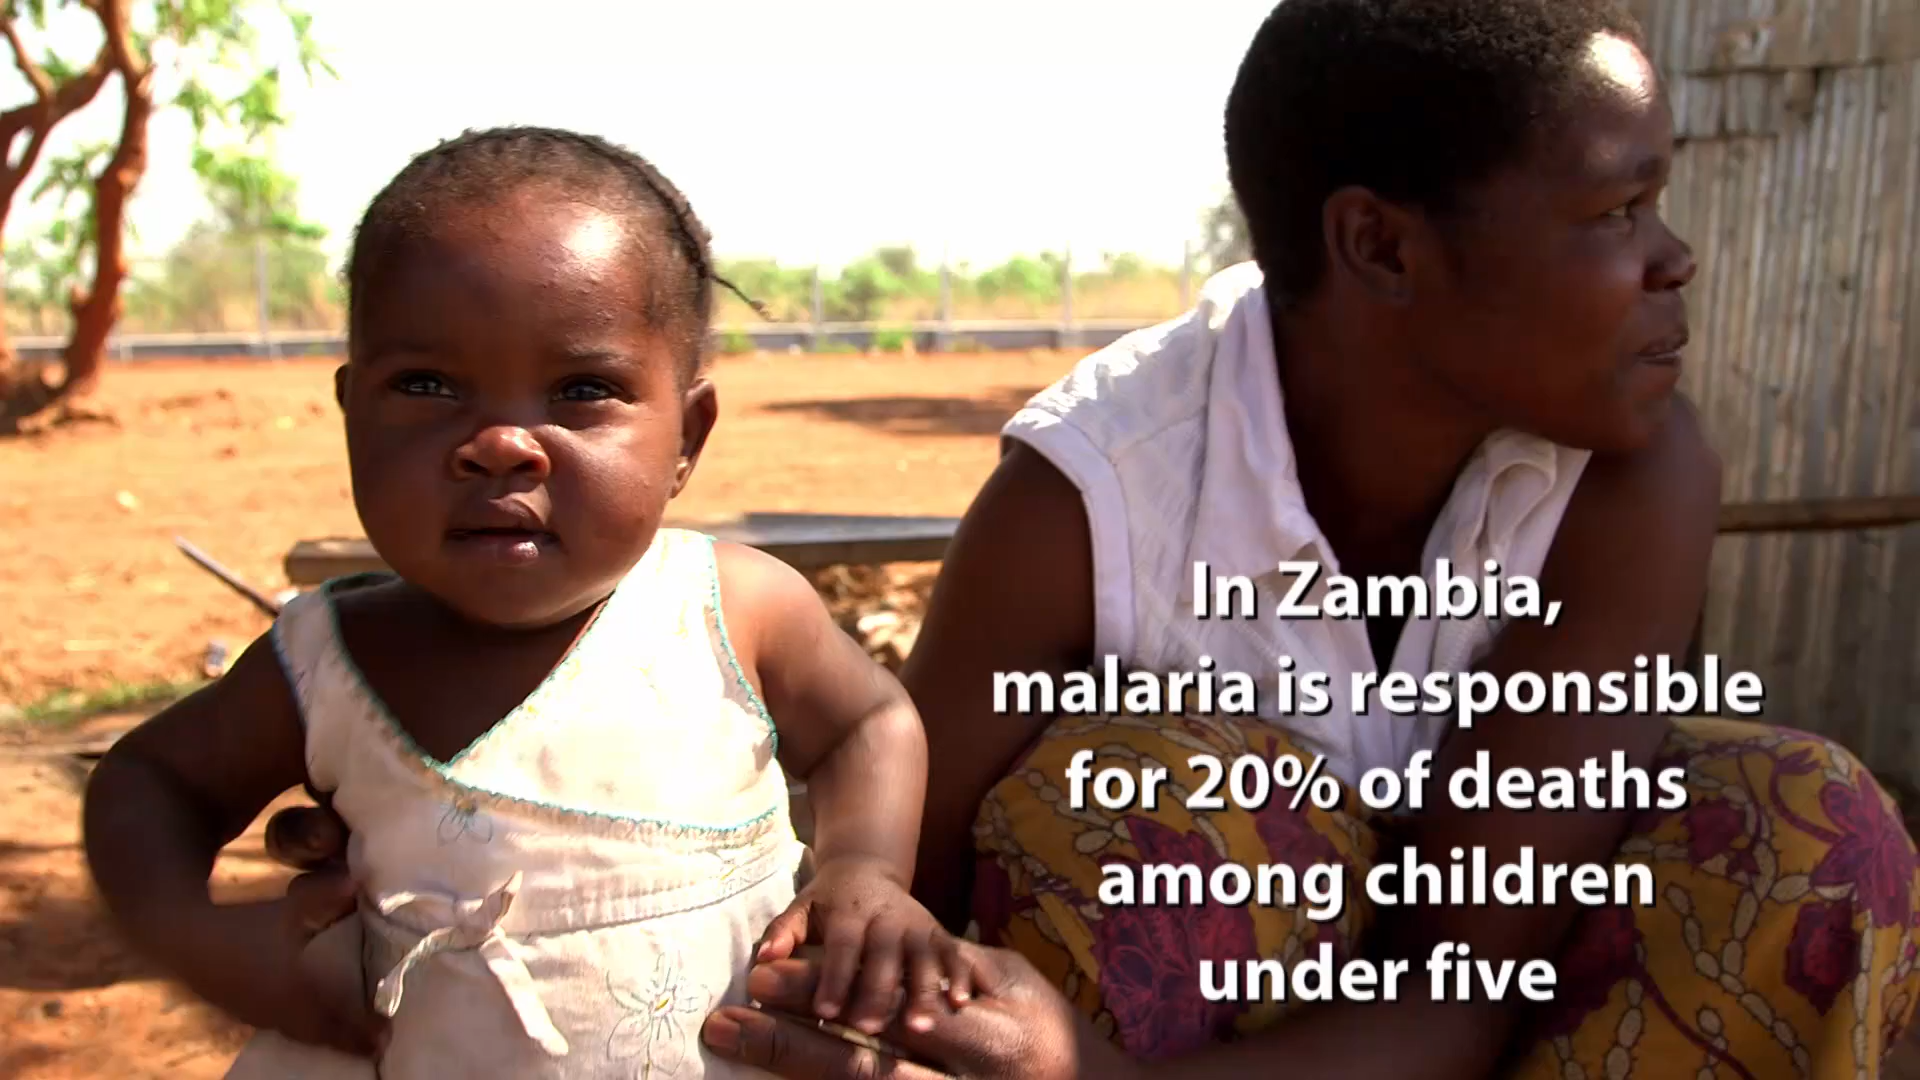 In Zambia,
malaria is responsible
for 20% of deaths
among children
under five